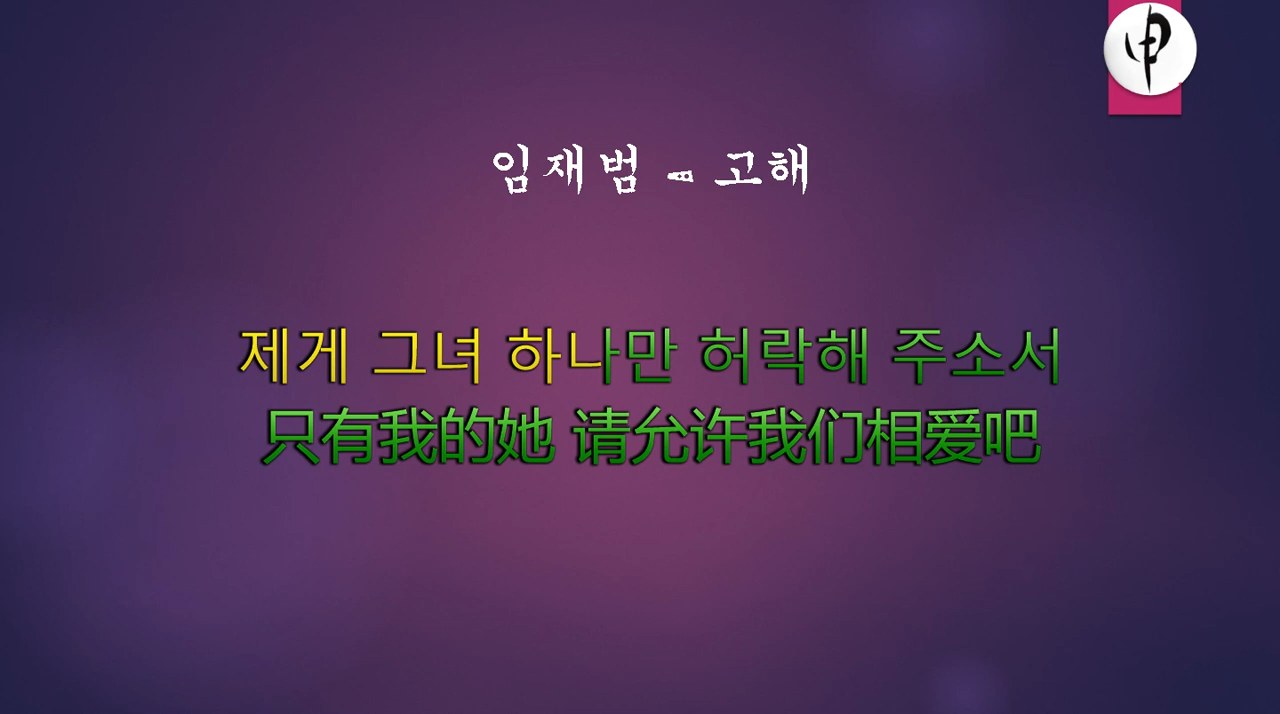 임재범 - 고해
제게 그녀 하나만 허락해 주소서
只有我的她 请允许我们相爱吧